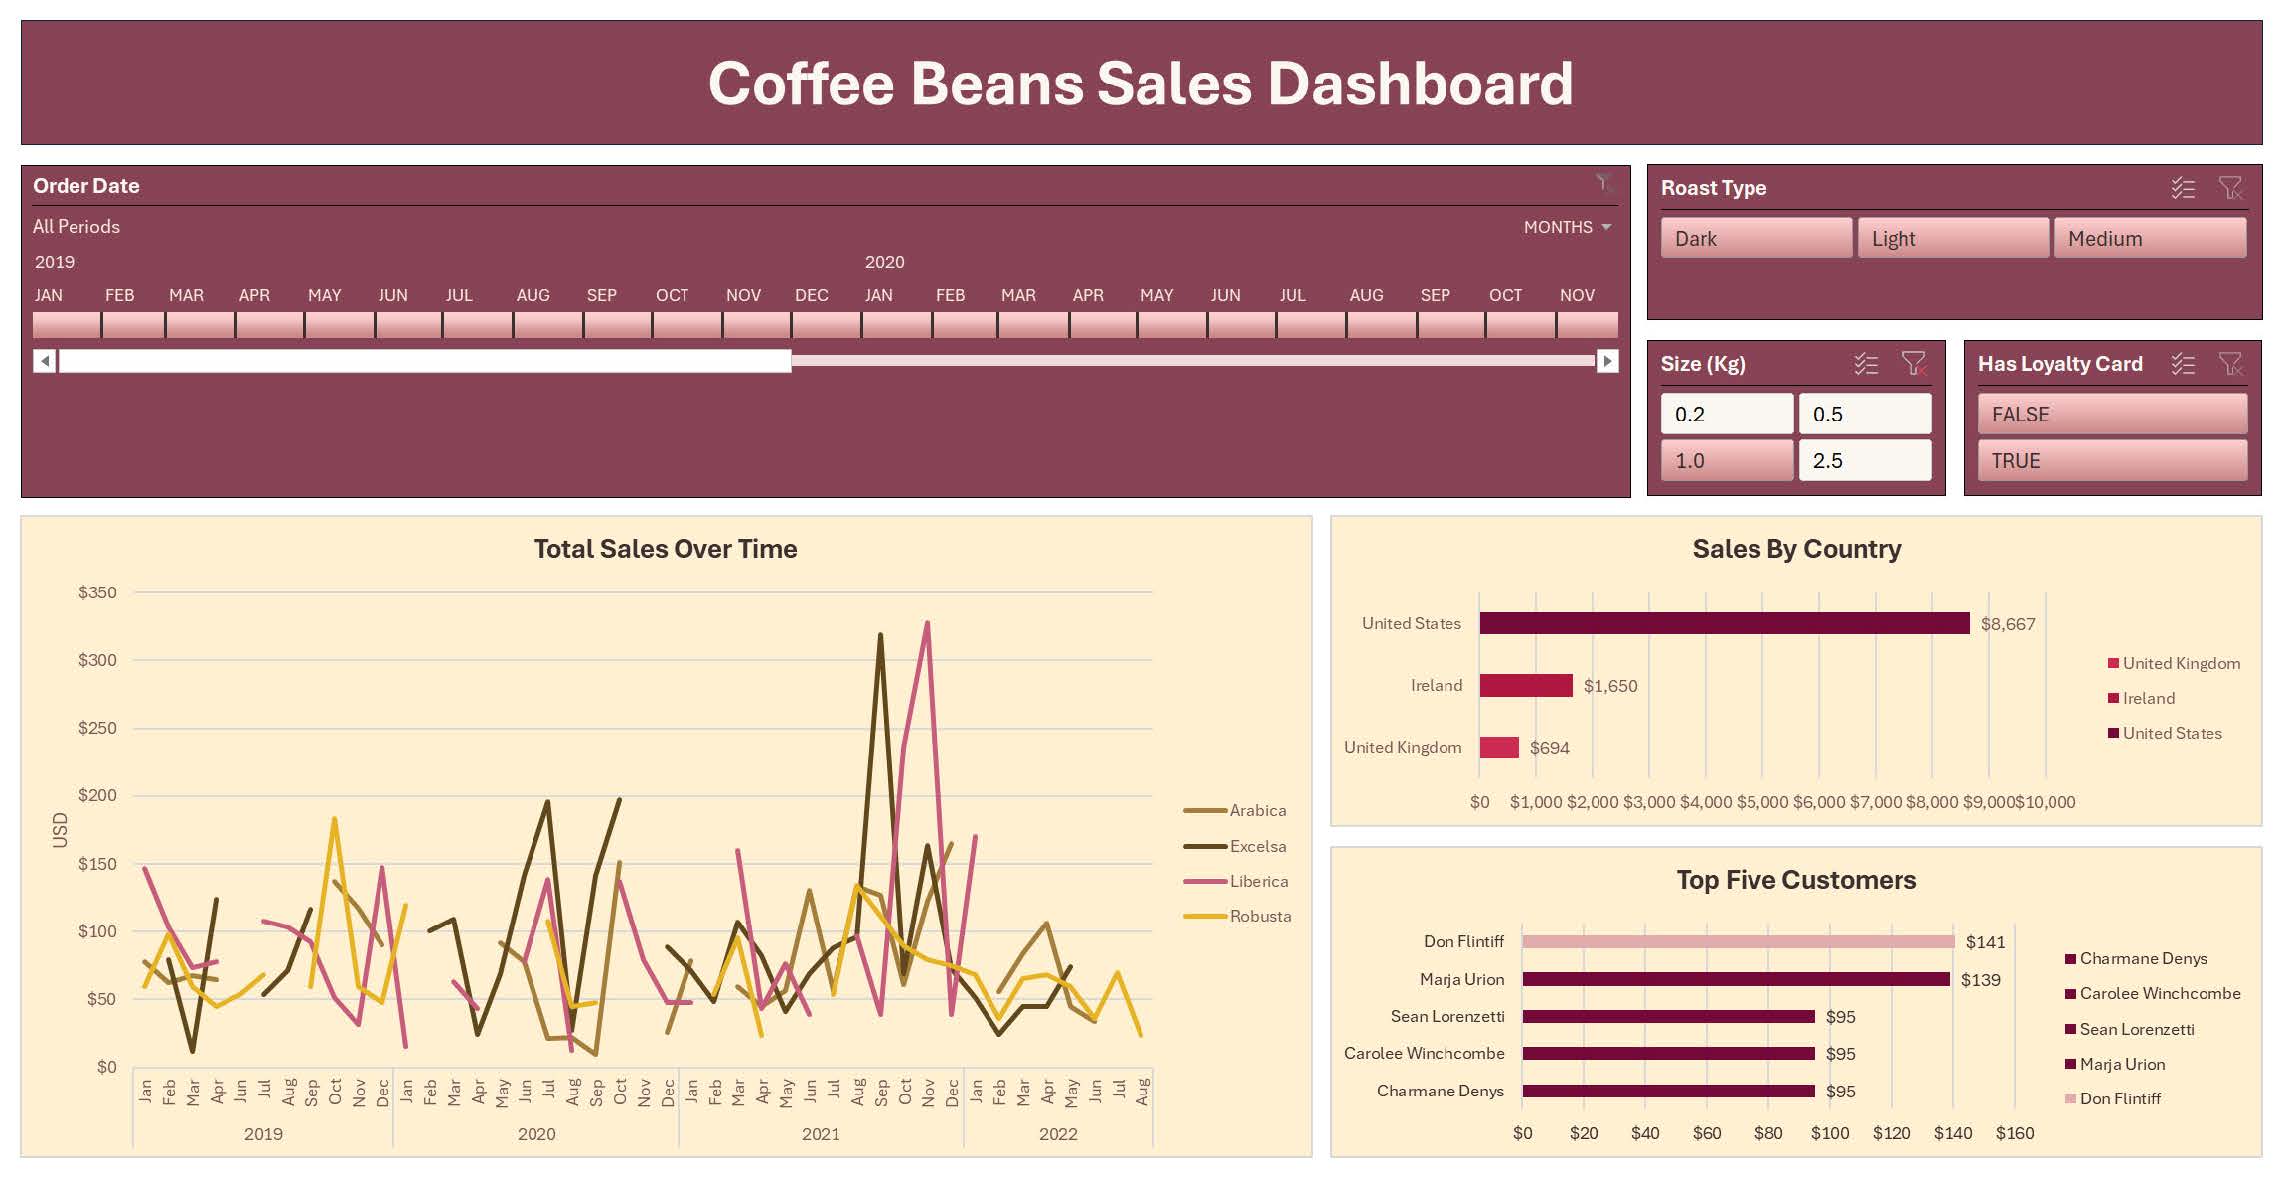 Coffee Beans Sales Dashboard
Order Date
All Periods
MONTHS
2019 2020
JAN FEB MAR APR MAY JUN JUL AUG SEP OCT NOV DEC JAN FEB MAR APR MAY JUN JUL AUG SEP OCT NOV
Roast Type
Dark Light Medium
Size (Kg)
0.2 0.5
1.0 2.5
Has Loyalty Card
FALSE
TRUE
Total Sales Over Time
$350
$300
$250
$200
$150
$100
$50
$0
USD
Jan Feb Mar Apr Jun Jul Aug Sep Oct Nov Dec Jan Feb Mar Apr May Jun Jul Aug Sep Oct Nov Dec Jan Feb Mar Apr May Jun Jul Aug Sep Oct Nov Dec Jan Feb Mar Apr May Jun Jul Aug
2019 2020 2021 2022
Arabica
Excelsa
Liberica
Robusta
Sales By Country
United States $8,667
Ireland $1,650
United Kingdom $694
$0 $1,000 $2,000 $3,000 $4,000 $5,000 $6,000 $7,000 $8,000 $9,000 $10,000
United Kingdom
Ireland
United States
Top Five Customers
Don Flintiff $141
Marja Urion $139
Sean Lorenzetti $95
Carolee Winchcombe $95
Charmane Denys $95
$0 $20 $40 $60 $80 $100 $120 $140 $160
Charmane Denys
Carolee Winchcombe
Sean Lorenzetti
Marja Urion
Don Flintiff